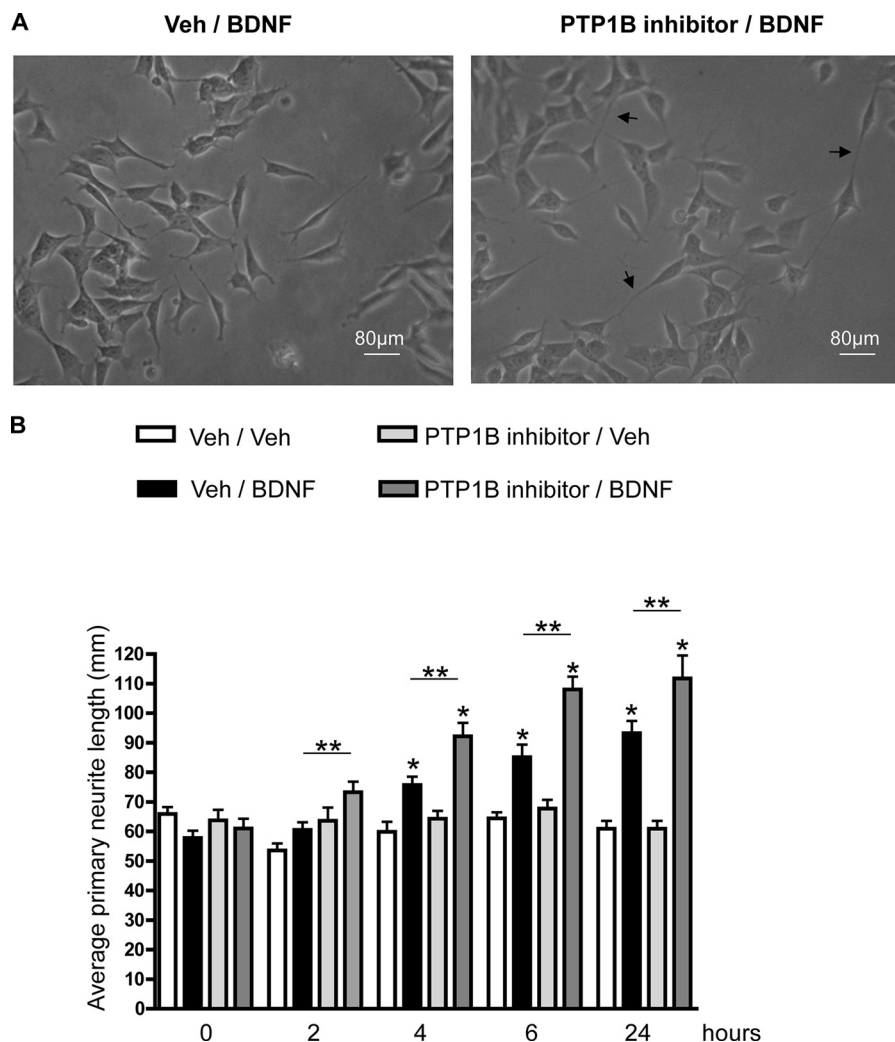 A
Veh / BDNF
PTP1B inhibitor / BDNF
80µm
80µm
B
Veh / Veh
PTP1B inhibitor / Veh
Veh / BDNF
PTP1B inhibitor / BDNF
Average primary neurite length (mm)
120
110
100
90
80
70
60
50
40
30
20
10
0
**
**
**
**
*
*
*
*
*
*
0 2 4 6 24 hours